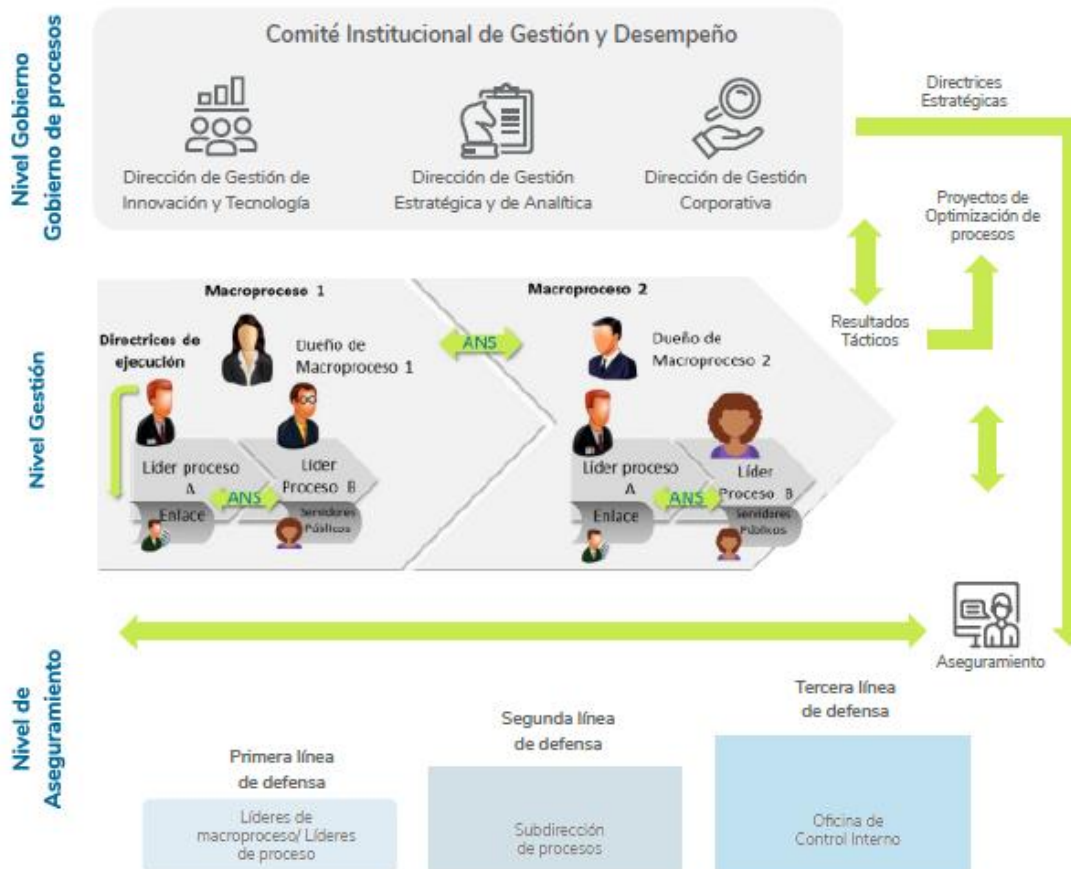 Nivel Gobierno
Gobierno de procesos
Comité Institucional de Gestión y Desempeño
Dirección de Gestión de
Innovación y Tecnología
Dirección de Gestión
Estratégica y de Analítica
Dirección de Gestión
Corporativa
Directrices
Estratégicas
Proyectos de
Optimización de
procesos
Resultados
Tácticos
Nivel Gestión
Macroproceso 1
Directrices de
ejecución
Dueño de
Macroproceso 1
Líder proceso
A
ANS
Líder
Proceso B
Enlace
Servidores
Públicos
ANS
Macroproceso 2
Dueño de
Macroproceso 2
Líder proceso
A
ANS
Líder
Proceso B
Enlace
Servidores
Públicos
Aseguramiento
Nivel de
Aseguramiento
Primera línea
de defensa
Líderes de
macroproceso/ Líderes
de proceso
Segunda línea
de defensa
Subdirección
de procesos
Tercera línea
de defensa
Oficina de
Control Interno